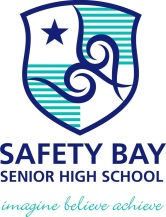 SAFETY BAY
SENIOR HIGH SCHOOL
imagine believe achieve